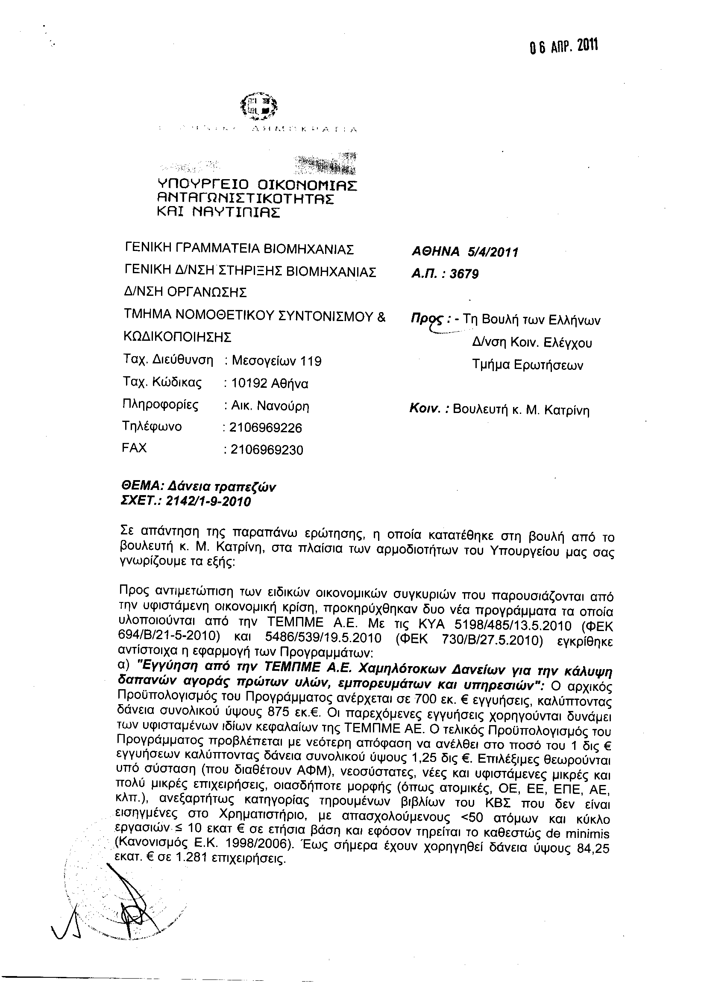 06 ΑΠΡ. 2011
ΔΗΜΟΚΡΑΤΙΑ
ΥΠΟΥΡΓΕΙΟ ΟΙΚΟΝΟΜΙΑΣ
ΑΝΤΑΓΩΝΙΣΤΙΚΟΤΗΤΑΣ
ΚΑΙ ΝΑΥΤΙΛΙΑΣ
ΓΕΝΙΚΗ ΓΡΑΜΜΑΤΕΙΑ ΒΙΟΜΗΧΑΝΙΑΣ
ΓΕΝΙΚΗ Δ/ΝΣΗ ΣΤΗΡΙΞΗΣ ΒΙΟΜΗΧΑΝΙΑΣ
Δ/ΝΣΗ ΟΡΓΑΝΩΣΗΣ
ΤΜΗΜΑ ΝΟΜΟΘΕΤΙΚΟΥ ΣΥΝΤΟΝΙΣΜΟΥ &
ΚΩΔΙΚΟΠΟΙΗΣΗΣ
Ταχ. Διεύθυνση : Μεσογείων 119
Ταχ. Κώδικας : 10192 Αθήνα
Πληροφορίες : Αικ. Νανούρη
Τηλέφωνο : 2106969226
FAX : 2106969230
ΑΘΗΝΑ 5/4/2011
Α.Π. : 3679
Προς : - Τη Βουλή των Ελλήνων
Δ/νση Κοιν. Ελέγχου
Τμήμα Ερωτήσεων
Κοιν. : Βουλευτή κ. Μ. Κατρίνη
ΘΕΜΑ: Δάνεια τραπεζών
ΣΧΕΤ.: 2142/1-9-2010
Σε απάντηση της παραπάνω ερώτησης, η οποία κατατέθηκε στη βουλή από το
βουλευτή κ. Μ. Κατρίνη, στα πλαίσια των αρμοδιοτήτων του Υπουργείου μας σας
γνωρίζουμε τα εξής:
Προς αντιμετώπιση των ειδικών οικονομικών συγκυριών που παρουσιάζονται από
την υφιστάμενη οικονομική κρίση, προκηρύχθηκαν δυο νέα προγράμματα τα οποία
υλοποιούνται από την ΤΕΜΠΜΕ Α.Ε. Με τις ΚΥΑ 5198/485/13.5.2010 (ΦΕΚ
694/Β/21-5-2010) και 5486/539/19.5.2010 (ΦΕΚ 730/Β/27.5.2010) εγκρίθηκε
αντίστοιχα η εφαρμογή των Προγραμμάτων:
α) "Εγγύηση από την ΤΕΜΠΜΕ Α.Ε. Χαμηλότοκων Δανείων για την κάλυψη
δαπανών αγοράς πρώτων υλών, εμπορευμάτων και υπηρεσιών": Ο αρχικός
Προϋπολογισμός του Προγράμματος ανέρχεται σε 700 εκ. € εγγυήσεις, καλύπτοντας
δάνεια συνολικού ύψους 875 εκ.€. Οι παρεχόμενες εγγυήσεις χορηγούνται δυνάμει
των υφισταμένων ιδίων κεφαλαίων της ΤΕΜΠΜΕ ΑΕ. Ο τελικός Προϋπολογισμός του
Προγράμματος προβλέπεται με νεότερη απόφαση να ανέλθει στο ποσό του 1 δις €
εγγυήσεων καλύπτοντας δάνεια συνολικού ύψους 1,25 δις €. Επιλέξιμες θεωρούνται
υπό σύσταση (που διαθέτουν ΑΦΜ), νεοσύστατες, νέες και υφιστάμενες μικρές και
πολύ μικρές επιχειρήσεις, οιασδήποτε μορφής (όπως ατομικές, ΟΕ, ΕΕ, ΕΠΕ, ΑΕ,
κλπ.), ανεξαρτήτως κατηγορίας τηρουμένων βιβλίων του ΚΒΣ που δεν είναι
εισηγμένες στο Χρηματιστήριο, με απασχολούμενους <50 ατόμων και κύκλο
εργασιών ≤ 10 εκατ € σε ετήσια βάση και εφόσον τηρείται το καθεστώς de minimis
(Κανονισμός Ε.Κ. 1998/2006). Έως σήμερα έχουν χορηγηθεί δάνεια ύψους 84,25
εκατ. € σε 1.281 επιχειρήσεις.